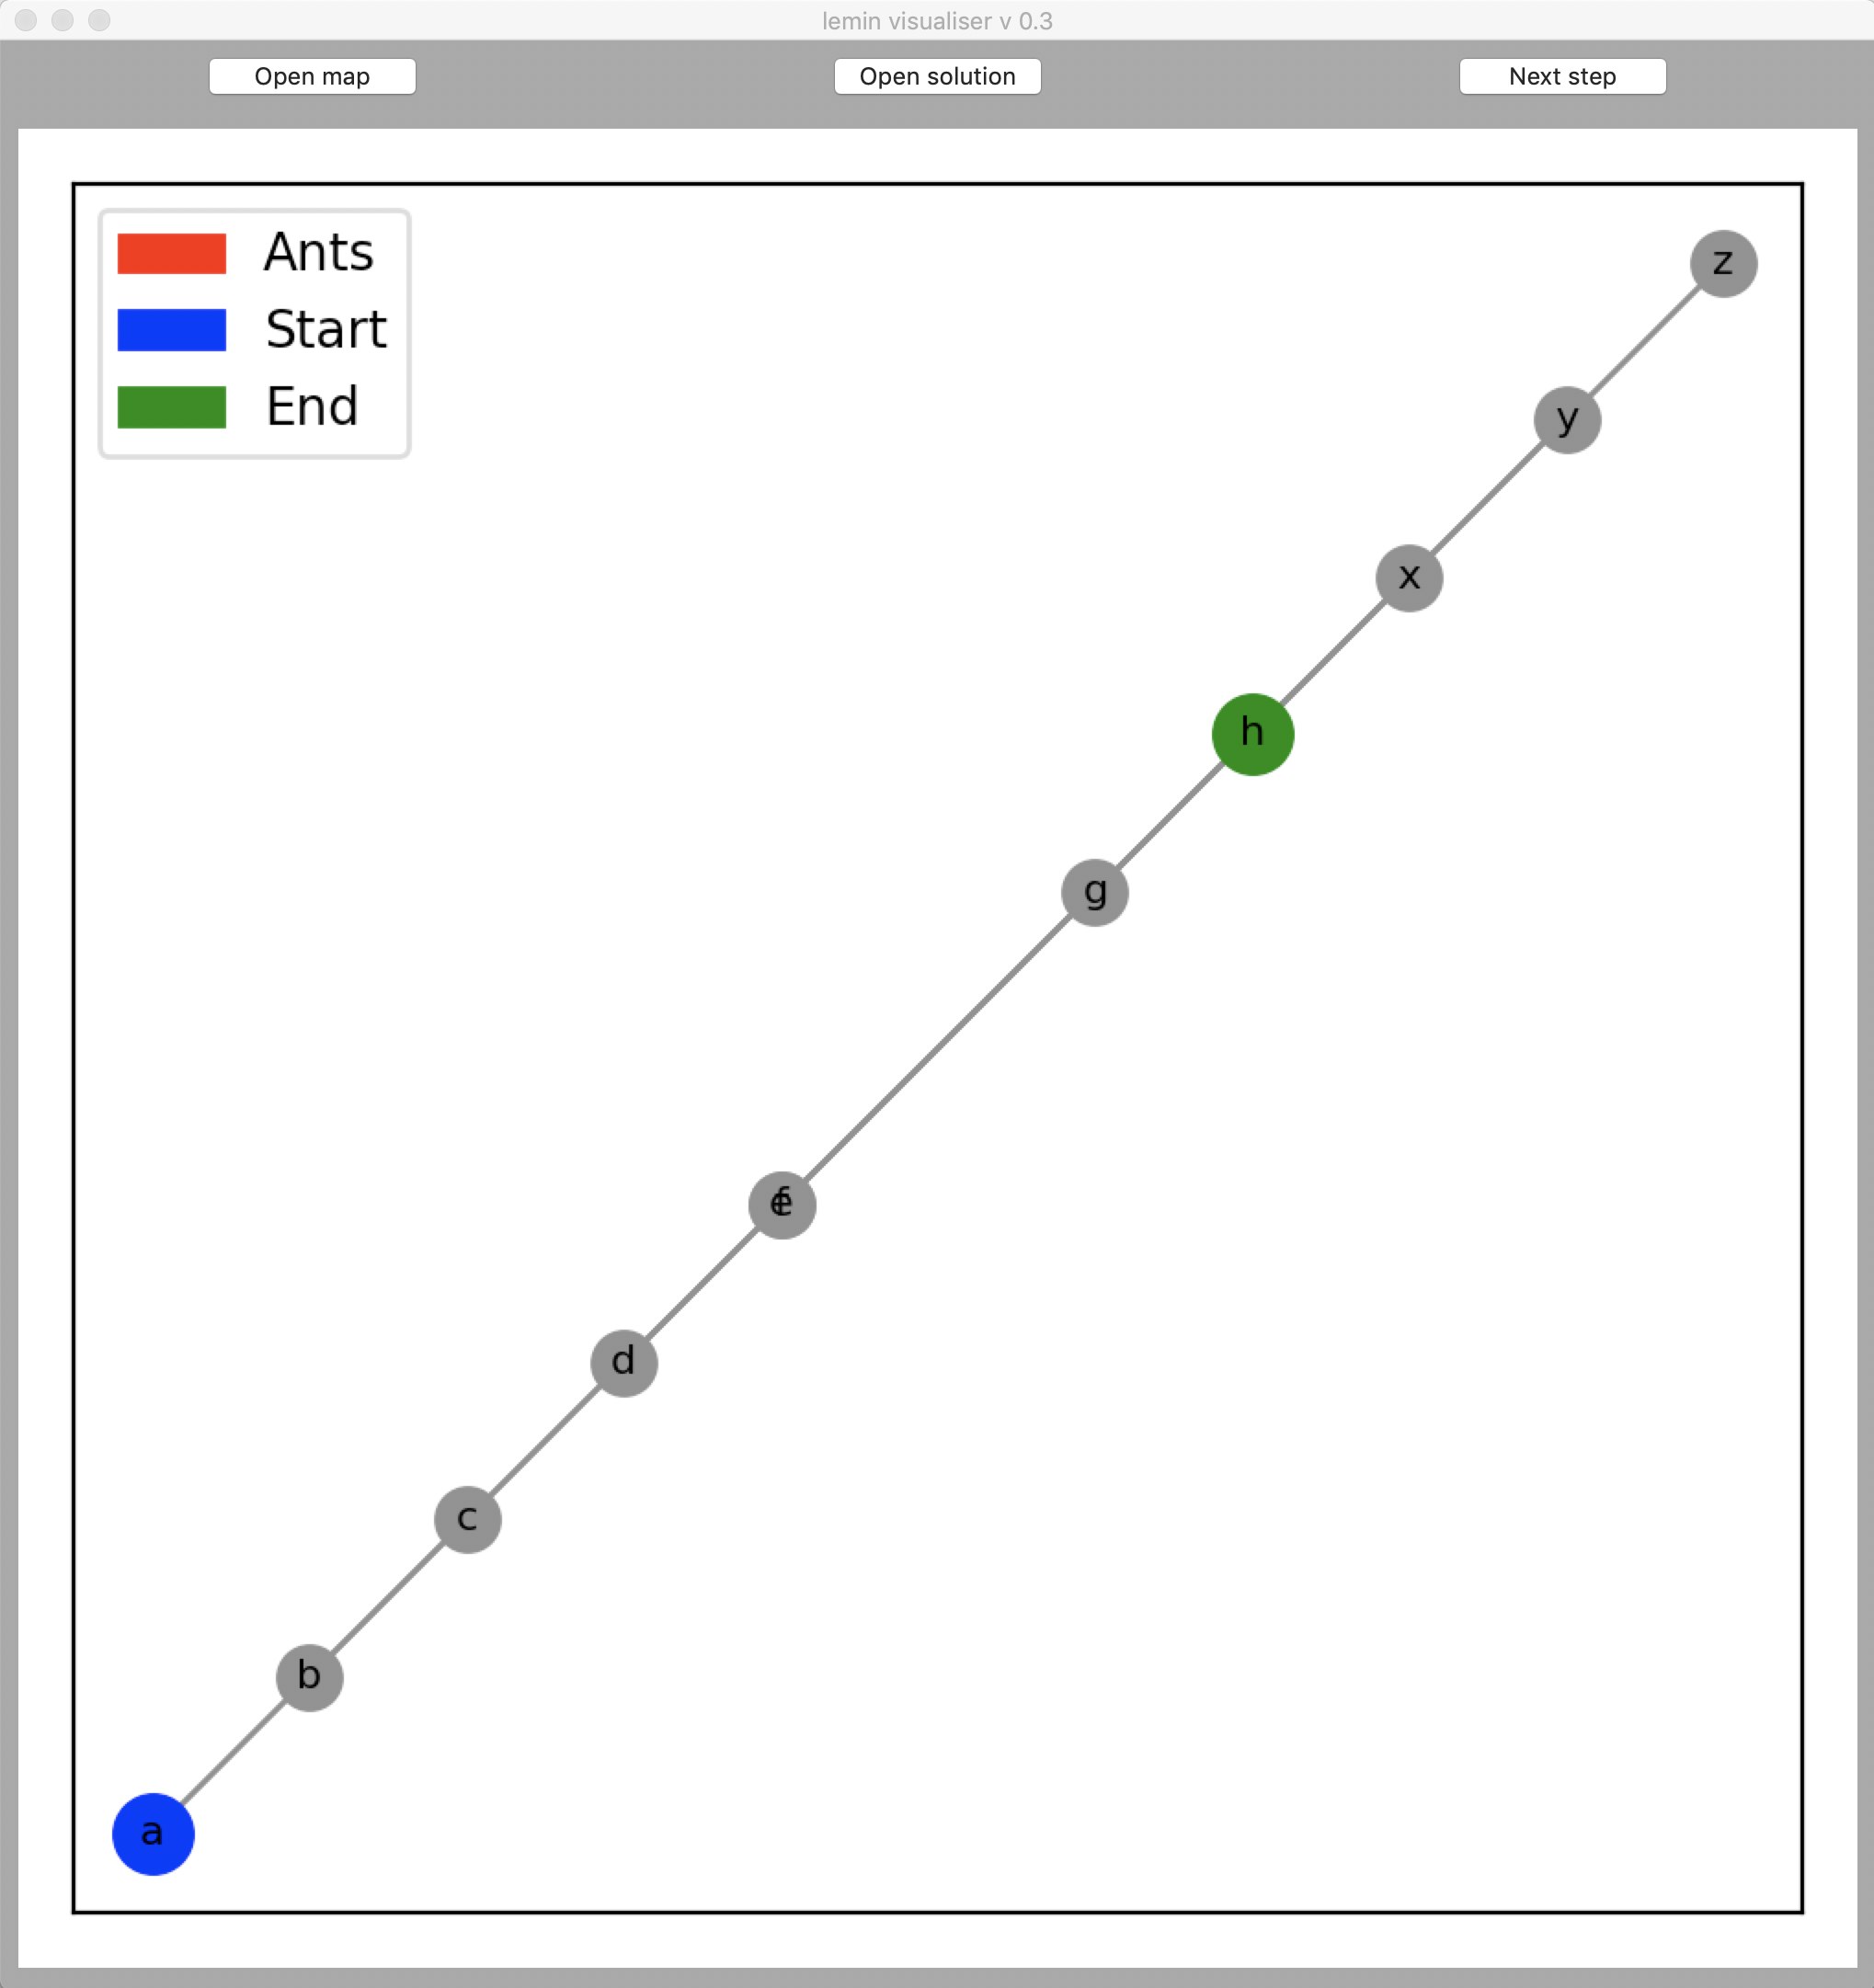 lemin visualiser v 0.3
Open map
Open solution
Next step
Ants
Start
End
z
y
x
h
g
d
c
b
a